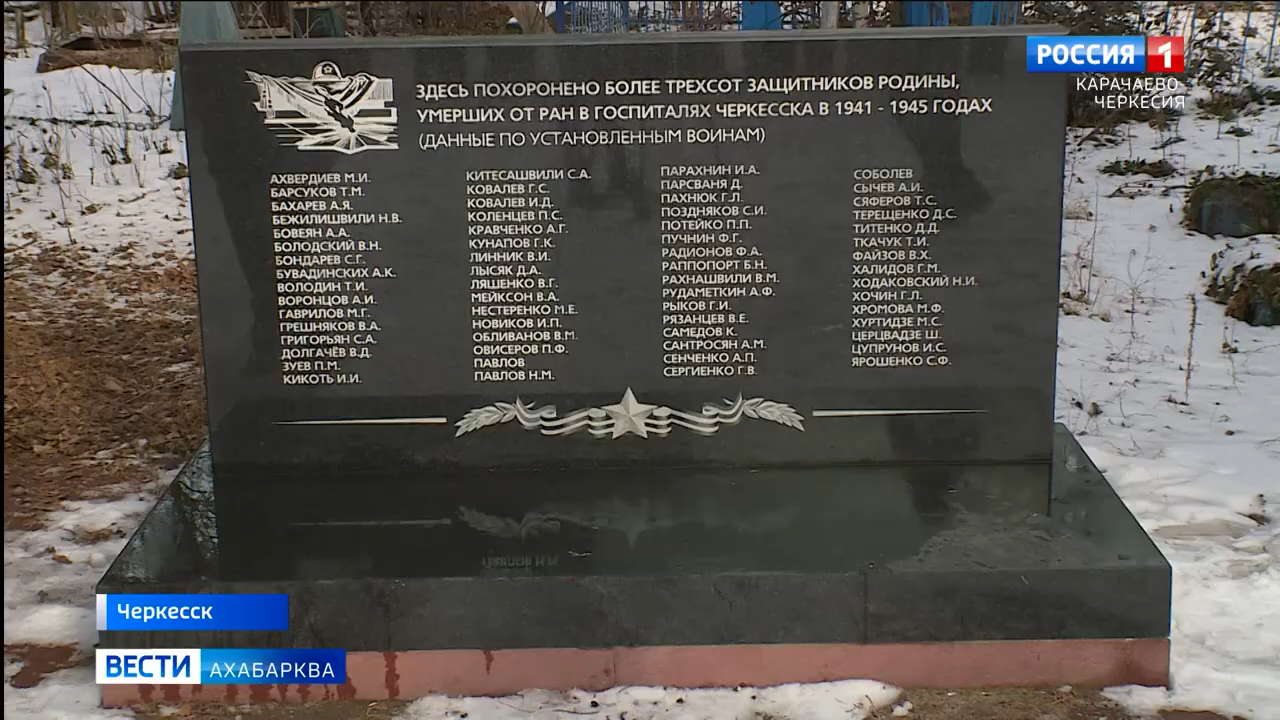 РОССИЯ 1
КАРАЧАЕВО-
ЧЕРКЕСИЯ
ЗДЕСЬ ПОХОРОНЕНО БОЛЕЕ ТРЕХСОТ ЗАЩИТНИКОВ РОДИНЫ,
УМЕРШИХ ОТ РАН В ГОСПИТАЛЯХ ЧЕРКЕССКА В 1941 - 1945 ГОДАХ
(ДАННЫЕ ПО УСТАНОВЛЕННЫМ ВОИНАМ)
АХВЕРДИЕВ М.И.
БАРСУКОВ Т.М.
БАХАРЕВ А.Я.
БЕЖИЛИШВИЛИ Н.В.
БОВЕЯН А.А.
БОЛОДСКИЙ В.Н.
БОНДАРЕВ С.Г.
БУВАДИНСКИХ А.К.
ВОЛОДИН Т.И.
ВОРОНЦОВ А.И.
ГАВРИЛОВ М.Г.
ГРЕШНЯКОВ В.А.
ГРИГОРЬЯН С.А.
ДОЛГАЧЁВ В.Д.
ЗУЕВ П.М.
КИКОТЬ И.И.
КИТЕСАШВИЛИ С.А.
КОВАЛЕВ Г.С.
КОВАЛЕВ И.Д.
КОЛЕНЦЕВ П.С.
КРАВЧЕНКО А.Г.
КУНАПОВ Г.К.
ЛИННИК В.И.
ЛЫСЯК Д.А.
ЛЯШЕНКО В.Г.
МЕЙКСОН В.А.
НЕСТЕРЕНКО М.Е.
НОВИКОВ И.П.
ОБЛИВАНОВ В.М.
ОВИСЕРОВ П.Ф.
ПАВЛОВ
ПАВЛОВ Н.М.
ПАРАХНИН И.А.
ПАРСВАНЯ Д.
ПАХНЮК Г.Л.
ПОЗДНЯКОВ С.И.
ПОТЕЙКО П.П.
ПУЧНИН Ф.Г.
РАДИОНОВ Ф.А.
РАППОПОРТ Б.Н.
РАХНАШВИЛИ В.М.
РУДАМЕТКИН А.Ф.
РЫКОВ Г.И.
РЯЗАНЦЕВ В.Е.
САМЕДОВ К.
САНТРОСЯН А.М.
СЕНЧЕНКО А.П.
СЕРГИЕНКО Г.В.
СОБОЛЕВ
СЫЧЕВ А.И.
СЯФЕРОВ Т.С.
ТЕРЕЩЕНКО Д.С.
ТИТЕНКО Д.Д.
ТКАЧУК Т.И.
ФАЙЗОВ В.Х.
ХАЛИДОВ Г.М.
ХОДАКОВСКИЙ Н.И.
ХОЧИН Г.Л.
ХРОМОВА М.Ф.
ХУРТИДЗЕ М.С.
ЦЕРЦВАДЗЕ Ш.
ЦУПРУНОВ И.С.
ЯРОШЕНКО С.Ф.
Черкесск
ВЕСТИ АХАБАРКВА